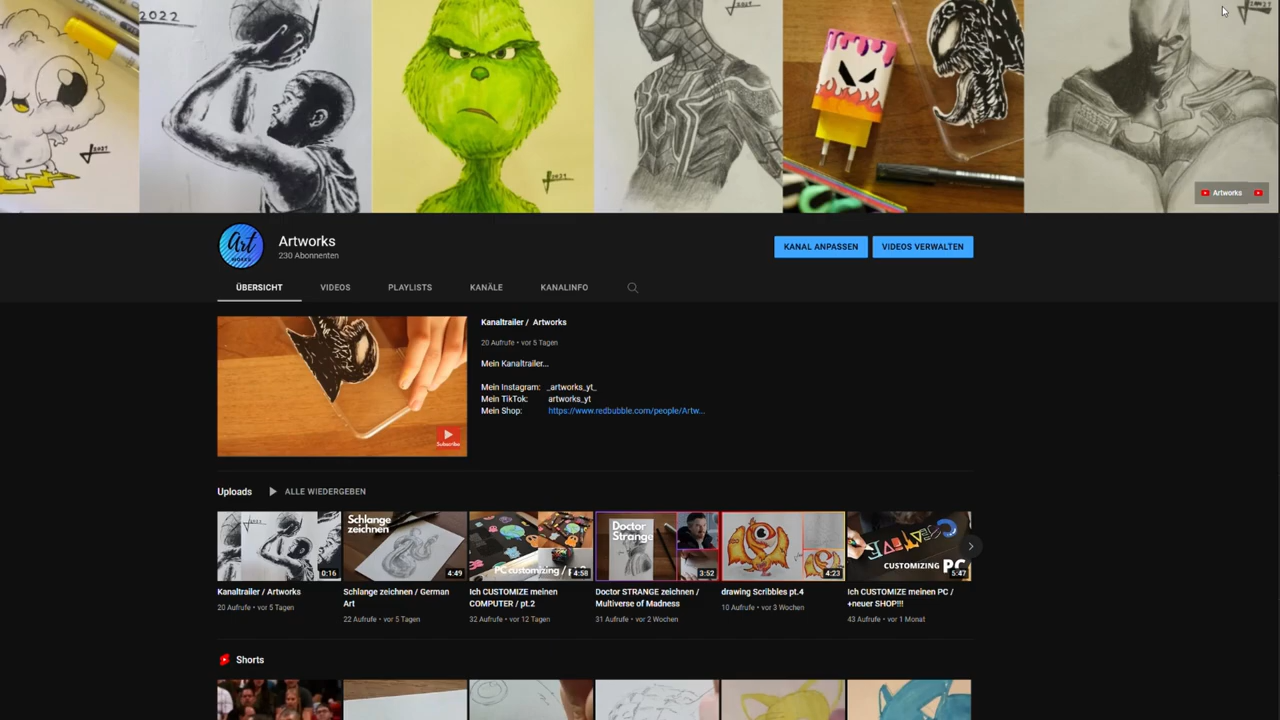 2022
2021
Artworks
Art
Artworks
230 Abonnenten
KANAL ANPASSEN
VIDEOS VERWALTEN
ÜBERSICHT
VIDEOS
PLAYLISTS
KANÄLE
KANALINFO
Kanaltrailer / Artworks
20 Aufrufe • vor 5 Tagen
Mein Kanaltrailer...
Mein Instagram: _artworks_yt_
Mein TikTok: artworks_yt
Mein Shop: https://www.redbubble.com/people/Artw...
Subscribe
Uploads
ALLE WIEDERGEBEN
0:16
Schlange
zeichnen
4:49
PC customizing / pt.2
4:58
Doctor
Strange
3:52
4:23
CUSTOMIZING PC
5:47
Kanaltrailer / Artworks
20 Aufrufe • vor 5 Tagen
Schlange zeichnen / German
Art
22 Aufrufe • vor 5 Tagen
Ich CUSTOMIZE meinen
COMPUTER / pt.2
32 Aufrufe • vor 12 Tagen
Doctor STRANGE zeichnen /
Multiverse of Madness
31 Aufrufe • vor 2 Wochen
drawing Scribbles pt.4
10 Aufrufe • vor 3 Wochen
Ich CUSTOMIZE meinen PC /
+neuer SHOP!!!
43 Aufrufe • vor 1 Monat
Shorts